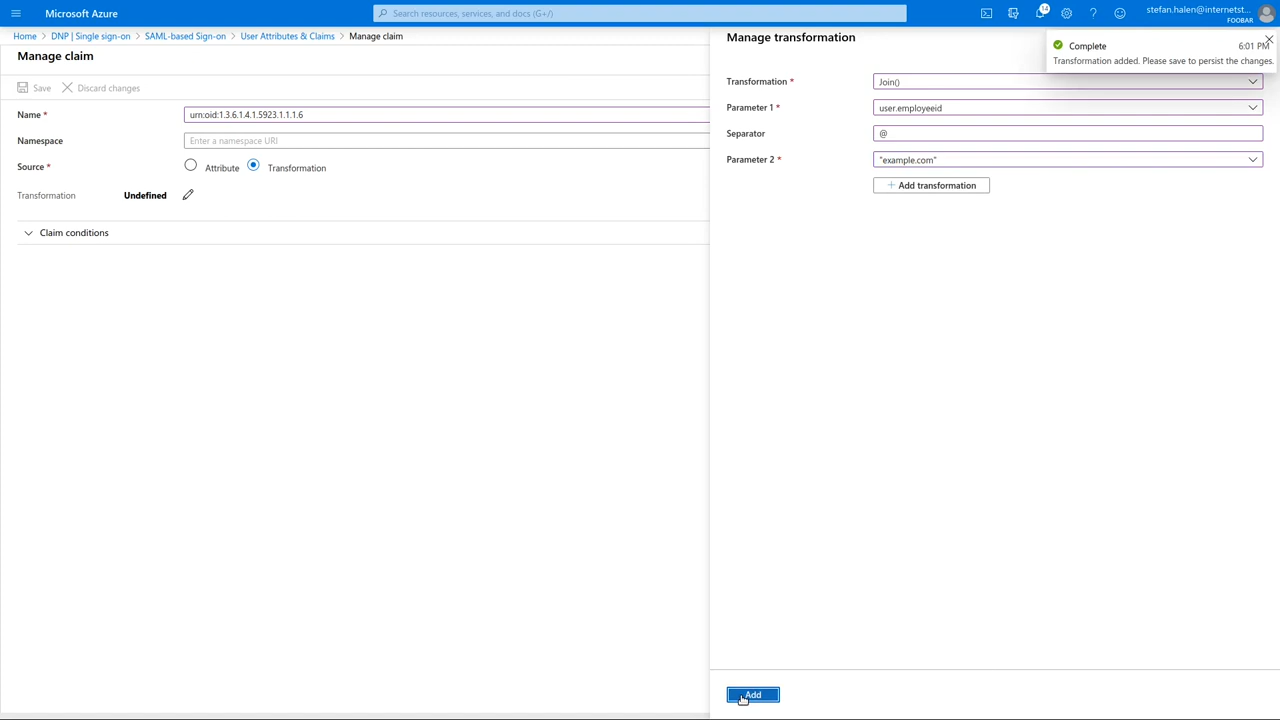 Microsoft Azure
Search resources, services, and docs (G+/)
14
stefan.halen@internetst...
FOOBAR
Home > DNP | Single sign-on > SAML-based Sign-on > User Attributes & Claims > Manage claim
Manage claim
Save Discard changes
Name *
urn:oid:1.3.6.1.4.1.5923.1.1.1.6
Namespace
Enter a namespace URI
Source *
Attribute
Transformation
Transformation
Undefined
Claim conditions
Manage transformation
Complete
6:01 PM
Transformation added. Please save to persist the changes.
Transformation *
Join()
Parameter 1 *
user.employeeid
Separator
@
Parameter 2 *
"example.com"
+ Add transformation
Add